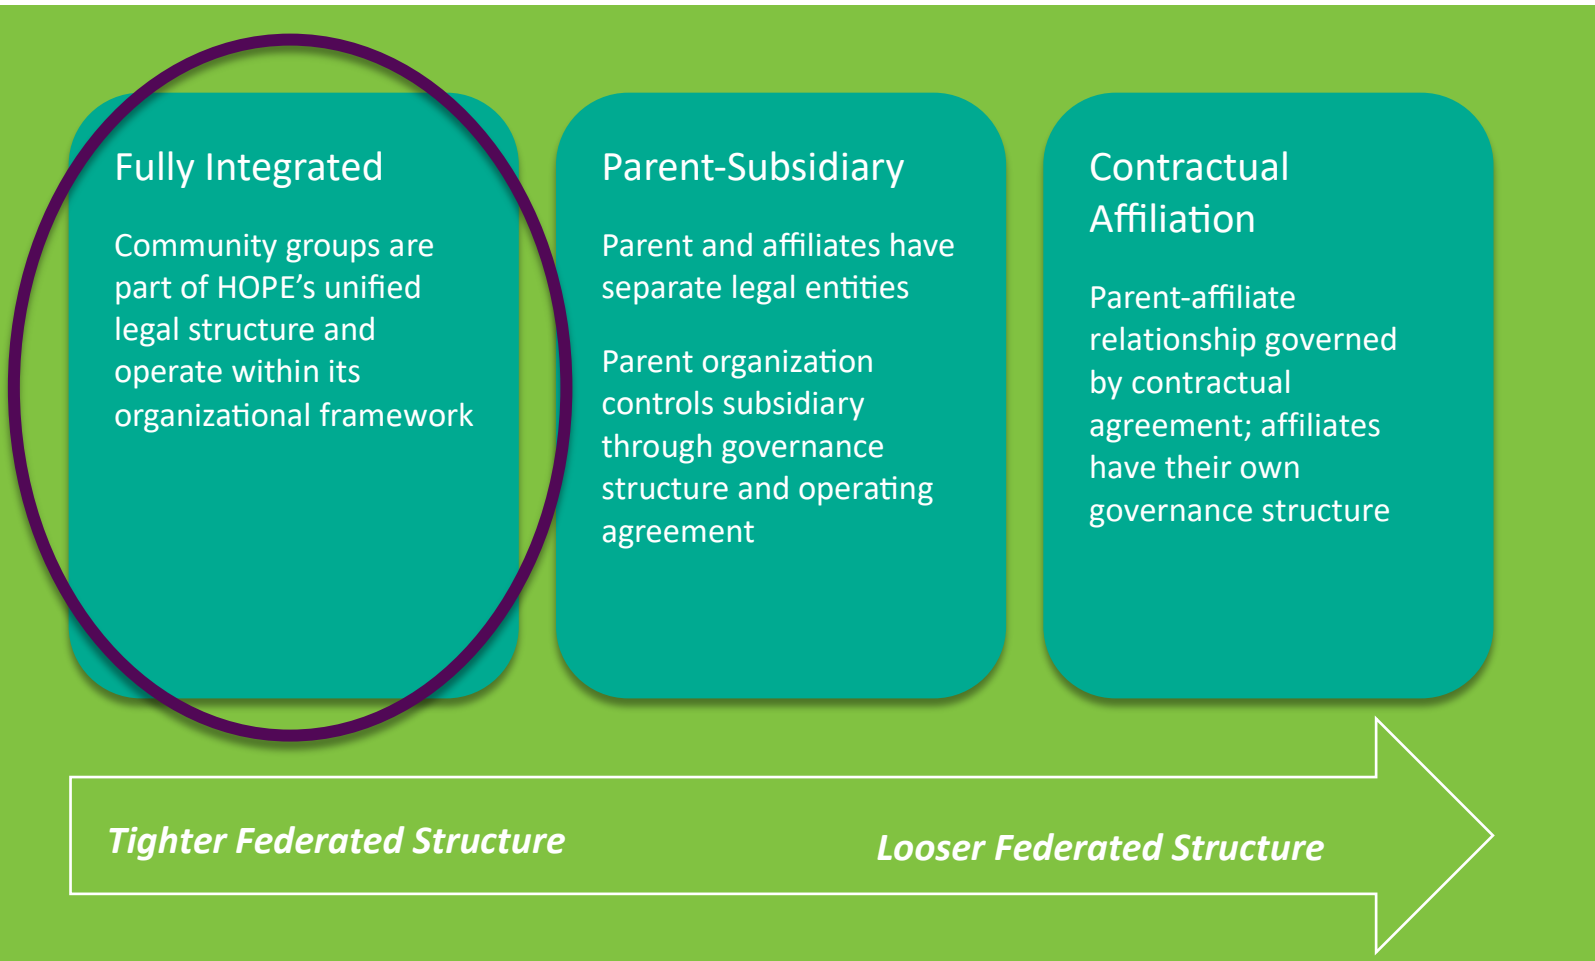 Fully Integrated
Community groups are
part of HOPE’s unified
legal structure and
operate within its
organizational framework
Parent-Subsidiary
Parent and affiliates have
separate legal entities
Parent organization
controls subsidiary
through governance
structure and operating
agreement
Contractual
Affiliation
Parent-affiliate
relationship governed
by contractual
agreement; affiliates
have their own
governance structure
Tighter Federated Structure
Looser Federated Structure